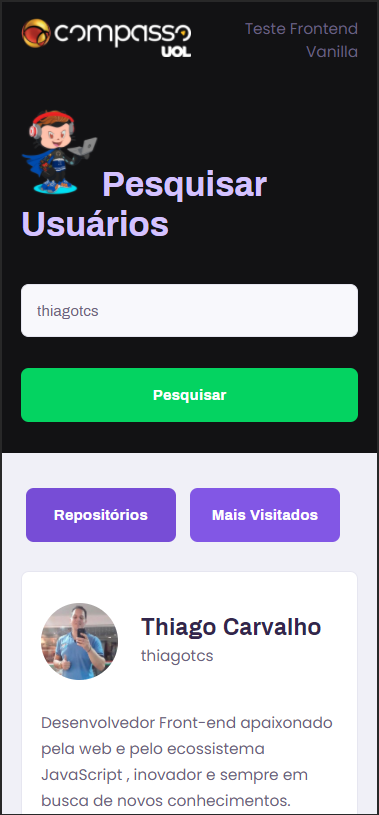 compasso
UOL
Teste Frontend
Vanilla
Pesquisar
Usuários
thiagotcs
Pesquisar
Repositórios
Mais Visitados
Thiago Carvalho
thiagotcs
Desenvolvedor Front-end apaixonado
pela web e pelo ecossistema
JavaScript , inovador e sempre em
busca de novos conhecimentos.